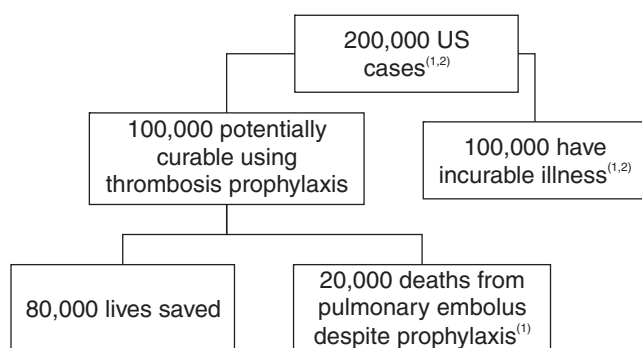 200,000 US
cases(1,2)
100,000 potentially
curable using
thrombosis prophylaxis
100,000 have
incurable illness(1,2)
80,000 lives saved
20,000 deaths from
pulmonary embolus
despite prophylaxis(1)